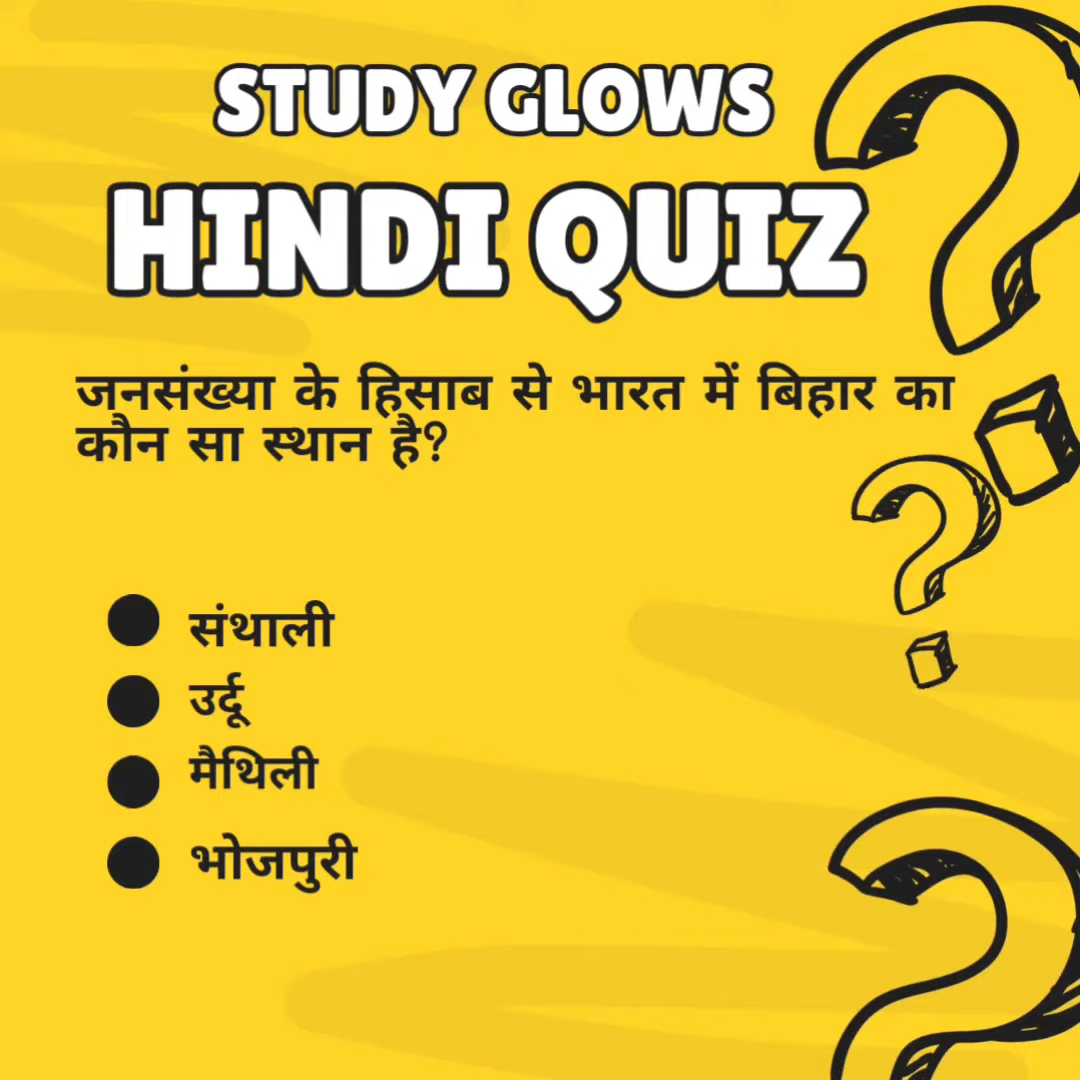 STUDY GLOWS
HINDI QUIZ
जनसंख्या के हिसाब से भारत में बिहार का
कौन सा स्थान है?
संथाली
उर्दू
मैथिली
भोजपुरी